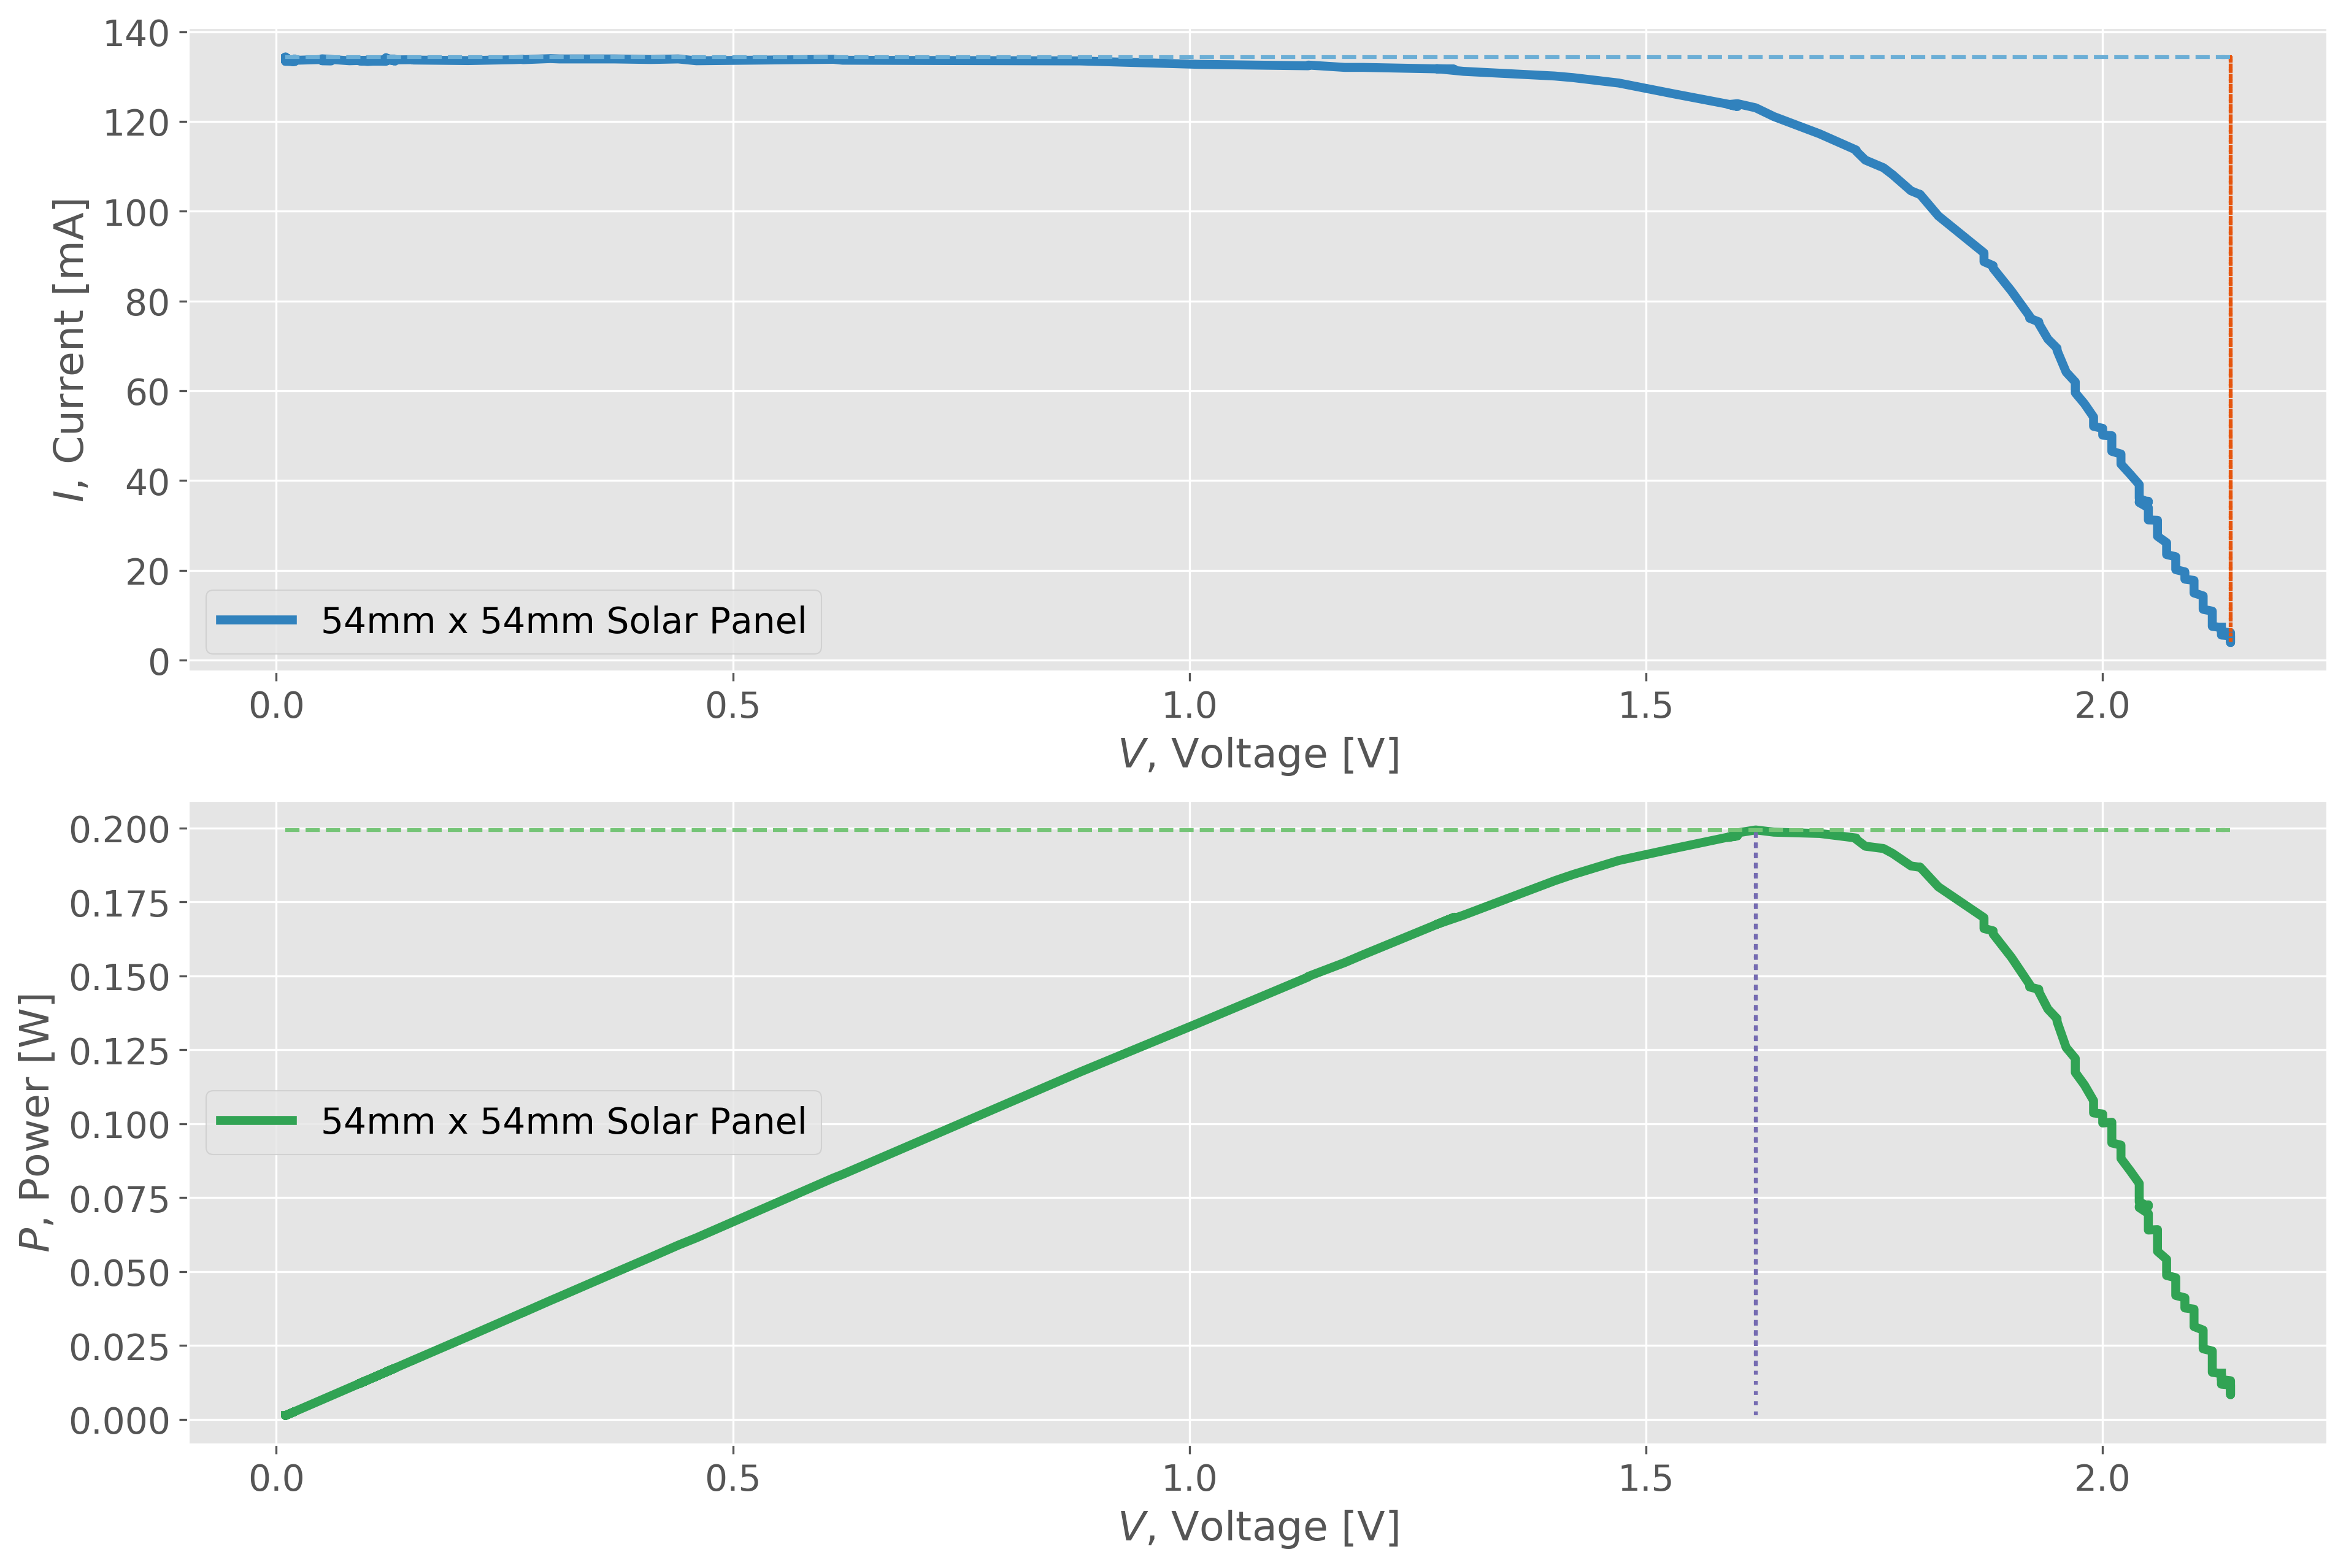 140
120
100
80
60
40
20
0
I, Current [mA]
54mm x 54mm Solar Panel
0.0 0.5 1.0 1.5 2.0
V, Voltage [V]
0.200
0.175
0.150
0.125
0.100
0.075
0.050
0.025
0.000
P, Power [W]
54mm x 54mm Solar Panel
0.0 0.5 1.0 1.5 2.0
V, Voltage [V]